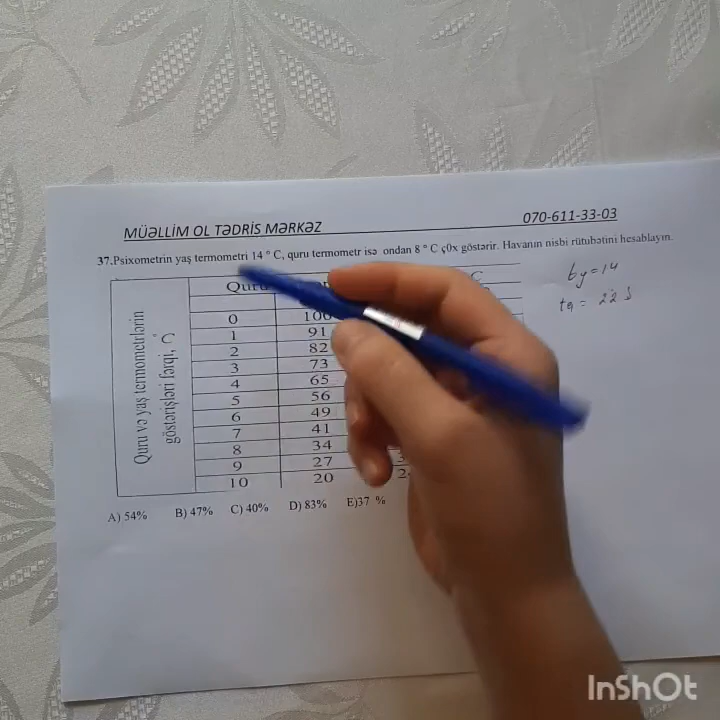 MÜƏLLİM OL TƏDRİS MƏRKƏZ
070-611-33-03
37.Psixometrin yaş termometri 14 ° C, quru termometr isə ondan 8 ° C ç0x göstərir. Havanın nisbi rütubətini hesablayın.
Quru və yaş termometrlərin
göstərişləri fərqi, °C
Quru
C
0 100
1 91
2 82
3 73
4 65
5 56
6 49
7 41
8 34
9 27
10 20
A) 54% B) 47% C) 40% D) 83% E)37 %
ty=14
tq= 22
InShOt